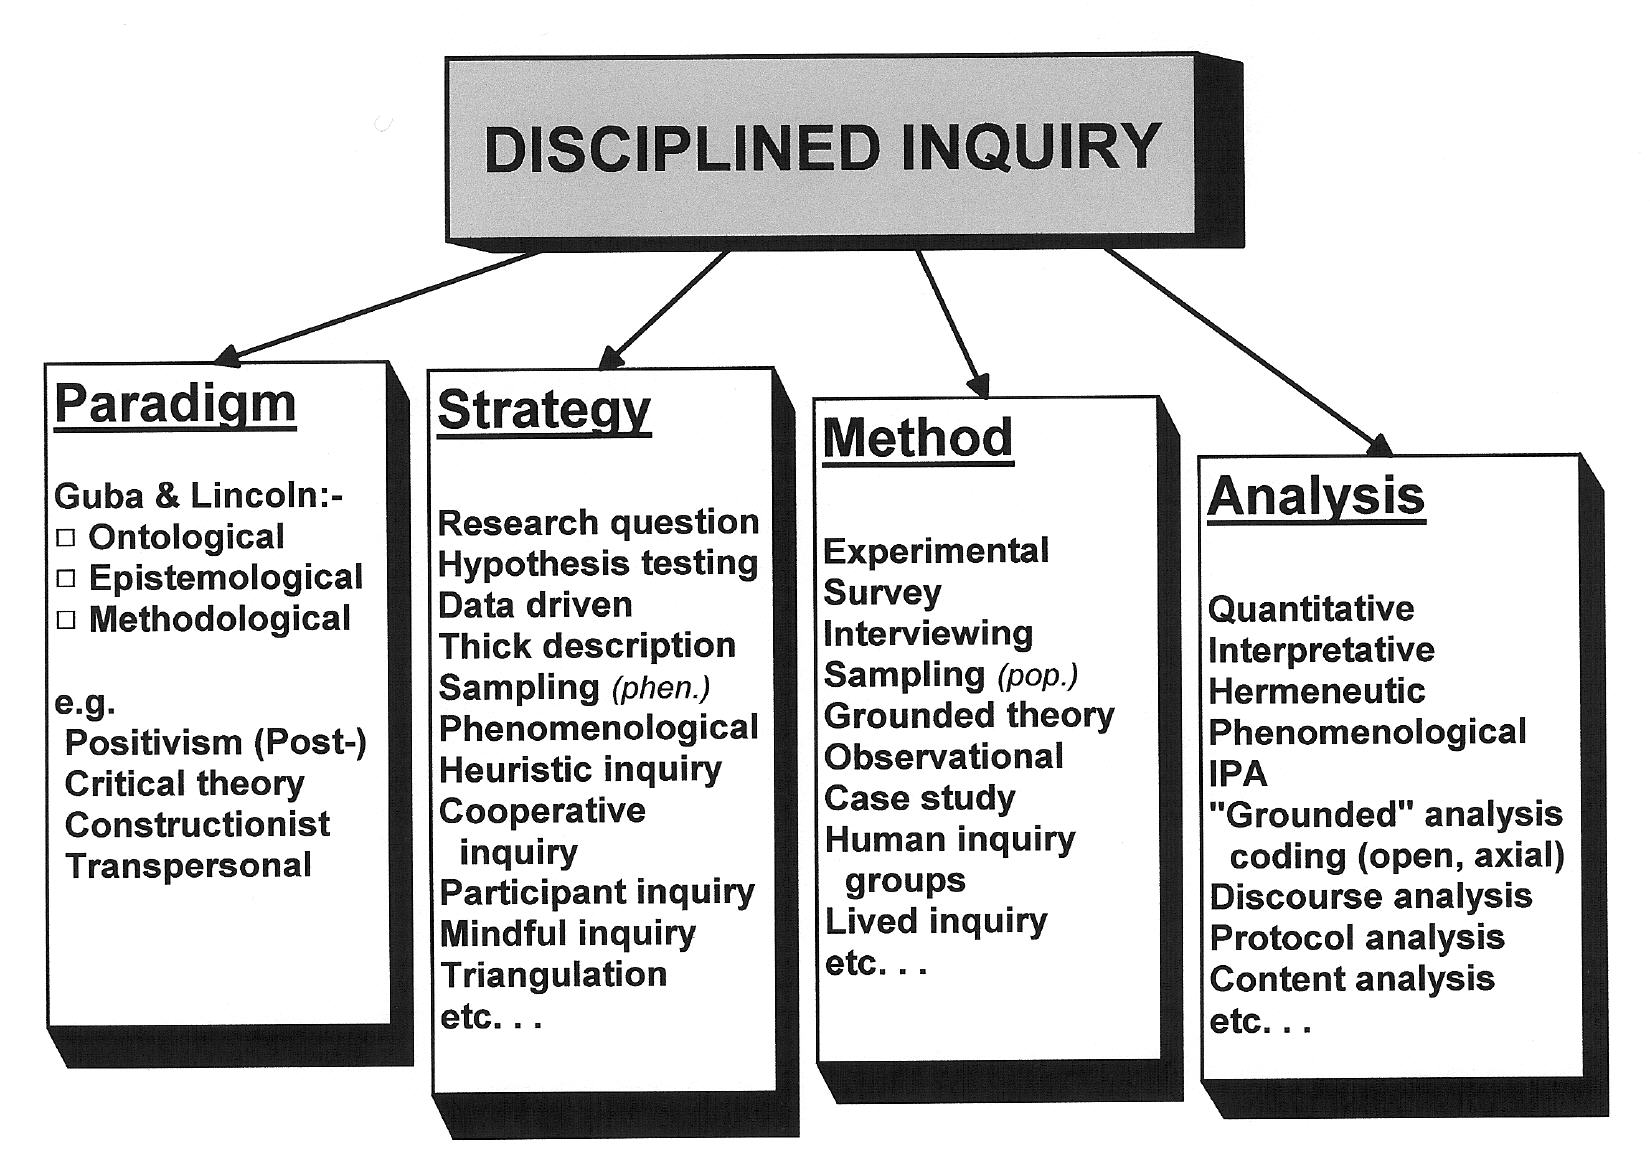 DISCIPLINED INQUIRY
Paradigm
Guba & Lincoln:-
□ Ontological
□ Epistemological
□ Methodological
e.g.
Positivism (Post-)
Critical theory
Constructionist
Transpersonal
Strategy
Research question
Hypothesis testing
Data driven
Thick description
Sampling (phen.)
Phenomenological
Heuristic inquiry
Cooperative
inquiry
Participant inquiry
Mindful inquiry
Triangulation
etc. . .
Method
Experimental
Survey
Interviewing
Sampling (pop.)
Grounded theory
Observational
Case study
Human inquiry
groups
Lived inquiry
etc. . .
Analysis
Quantitative
Interpretative
Hermeneutic
Phenomenological
IPA
"Grounded" analysis
coding (open, axial)
Discourse analysis
Protocol analysis
Content analysis
etc. . .